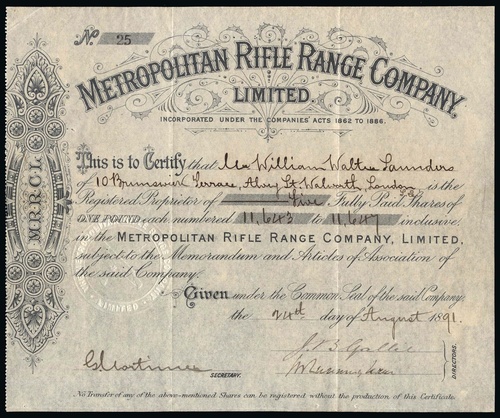 No 25
METROPOLITAN RIFLE RANGE COMPANY,
LIMITED.
INCORPORATED UNDER THE COMPANIES' ACTS 1862 TO 1886.
M.R.R.C.L.
This is to Certify that Mr William Walter Saunders
of 10 Brunswick Terrace, Alvey St. Walworth, London is the
Registered Proprietor of Five Fully Paid Shares of
ONE POUND each numbered 11,643 to 11,647 inclusive,
in the METROPOLITAN RIFLE RANGE COMPANY, LIMITED,
subject to the Memorandum and Articles of Association of
the said Company.
Given under the Common Seal of the said Company,
the 24th day of August 1891.
SECRETARY.
DIRECTORS.
No Transfer of any of the above-mentioned Shares can be registered without the production of this Certificate.